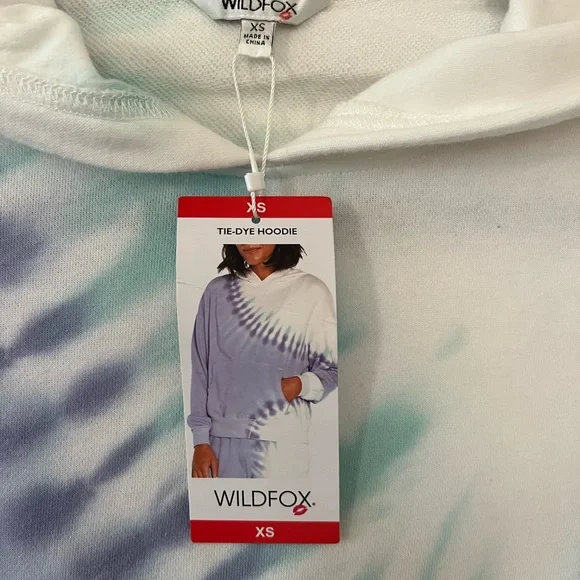 WILDFOX
XS
MADE IN
CHINA
XS
TIE-DYE HOODIE
WILDFOX®
XS